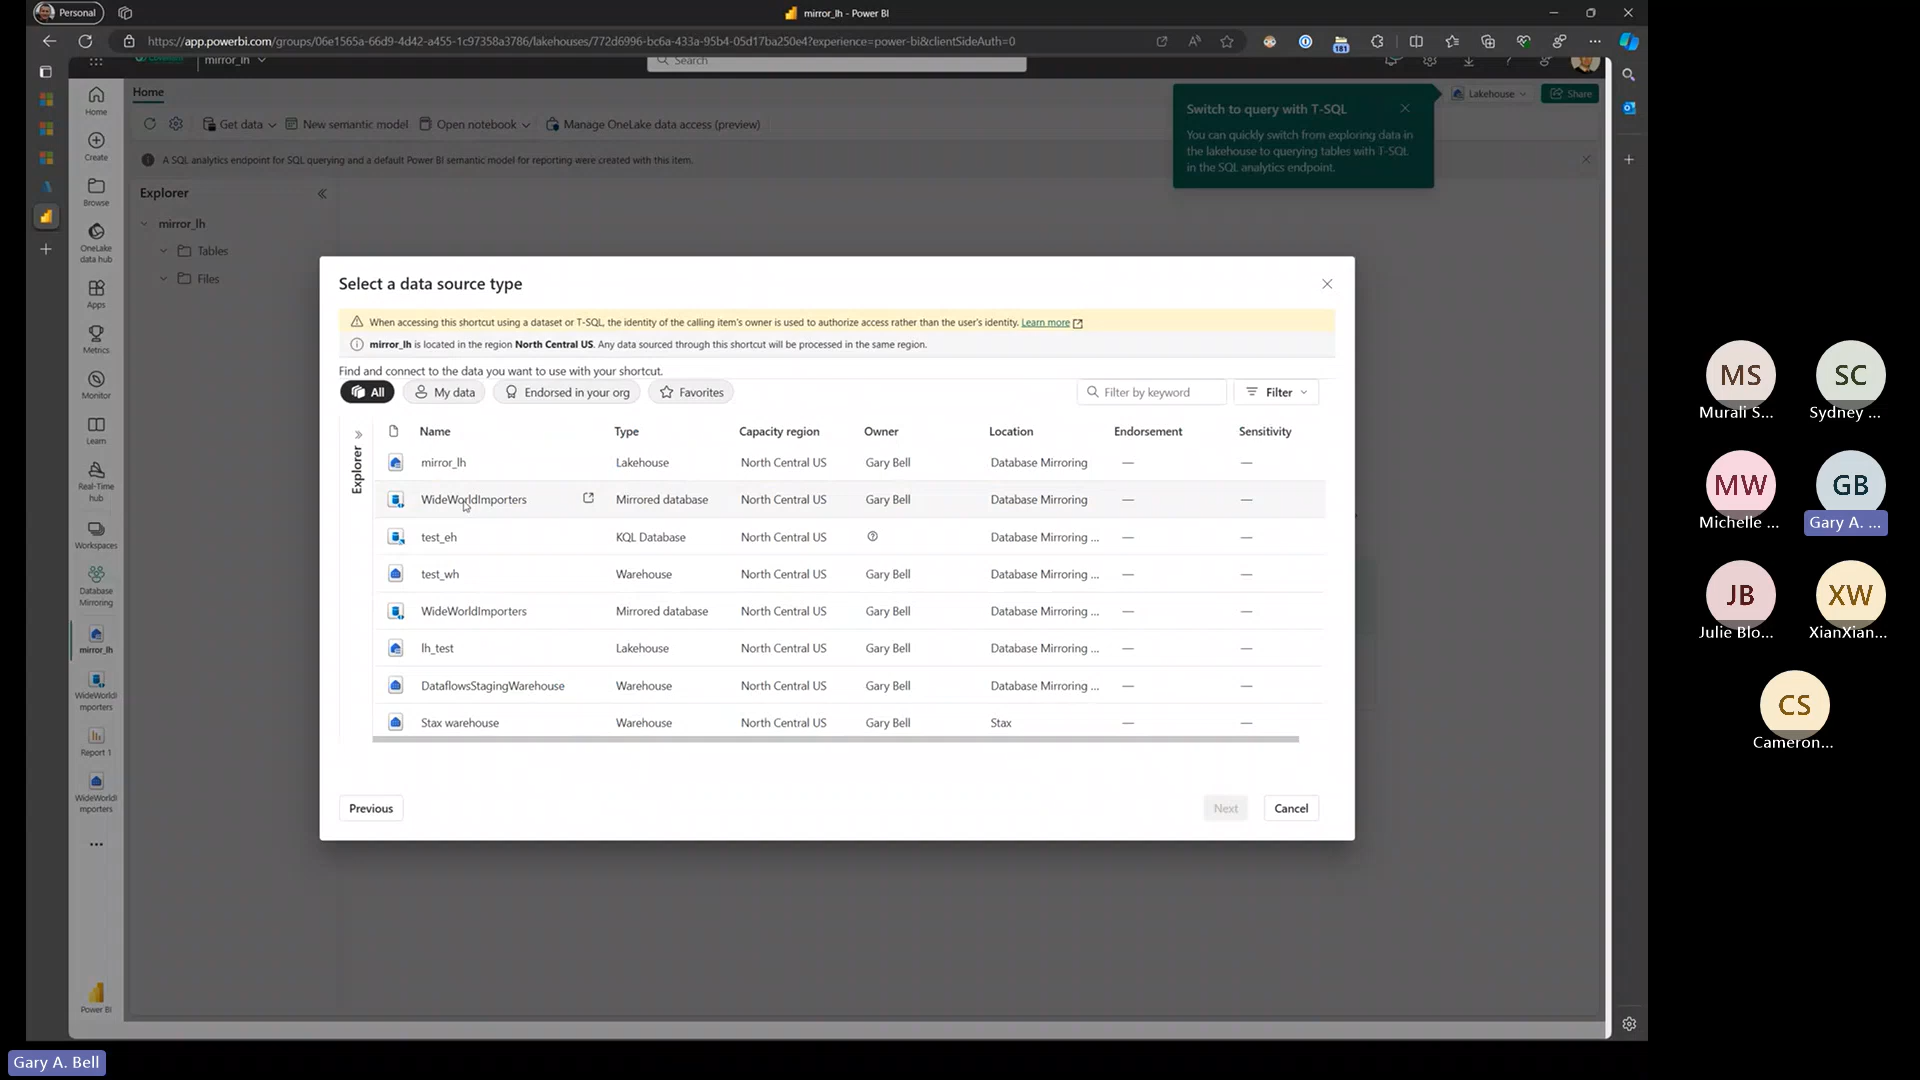 Personal
mirror_lh - Power BI
https://app.powerbi.com/groups/06e1565a-66d9-4d42-a455-1c97358a3786/lakehouses/772d6996-bc6a-433a-95b4-05d17ba250e4?experience=power-bi&clientSideAuth=0
181
mirror_lh
Search
Home
Lakehouse
Share
Get data
New semantic model
Open notebook
Manage OneLake data access (preview)
A SQL analytics endpoint for SQL querying and a default Power BI semantic model for reporting were created with this item.
Switch to query with T-SQL
You can quickly switch from exploring data in
the lakehouse to querying tables with T-SQL
in the SQL analytics endpoint.
Explorer
mirror_lh
Tables
Files
Home
Create
Browse
OneLake
data hub
Apps
Metrics
Monitor
Learn
Real-Time
hub
Workspaces
Database
Mirroring
mirror_lh
WideWorldI
mporters
Report 1
WideWorldI
mporters
Power BI
Select a data source type
When accessing this shortcut using a dataset or T-SQL, the identity of the calling item's owner is used to authorize access rather than the user's identity. Learn more
mirror_lh is located in the region North Central US. Any data sourced through this shortcut will be processed in the same region.
Find and connect to the data you want to use with your shortcut.
All
My data
Endorsed in your org
Favorites
Filter by keyword
Filter
Explorer
Name Type Capacity region Owner Location Endorsement Sensitivity
mirror_lh Lakehouse North Central US Gary Bell Database Mirroring — —
WideWorldImporters Mirrored database North Central US Gary Bell Database Mirroring — —
test_eh KQL Database North Central US Database Mirroring ... — —
test_wh Warehouse North Central US Gary Bell Database Mirroring ... — —
WideWorldImporters Mirrored database North Central US Gary Bell Database Mirroring ... — —
lh_test Lakehouse North Central US Gary Bell Database Mirroring ... — —
DataflowsStagingWarehouse Warehouse North Central US Gary Bell Database Mirroring ... — —
Stax warehouse Warehouse North Central US Gary Bell Stax — —
Previous
Next
Cancel
MS
Murali S...
SC
Sydney ...
MW
Michelle ...
GB
Gary A. ...
JB
Julie Blo...
XW
XianXian...
CS
Cameron...
Gary A. Bell